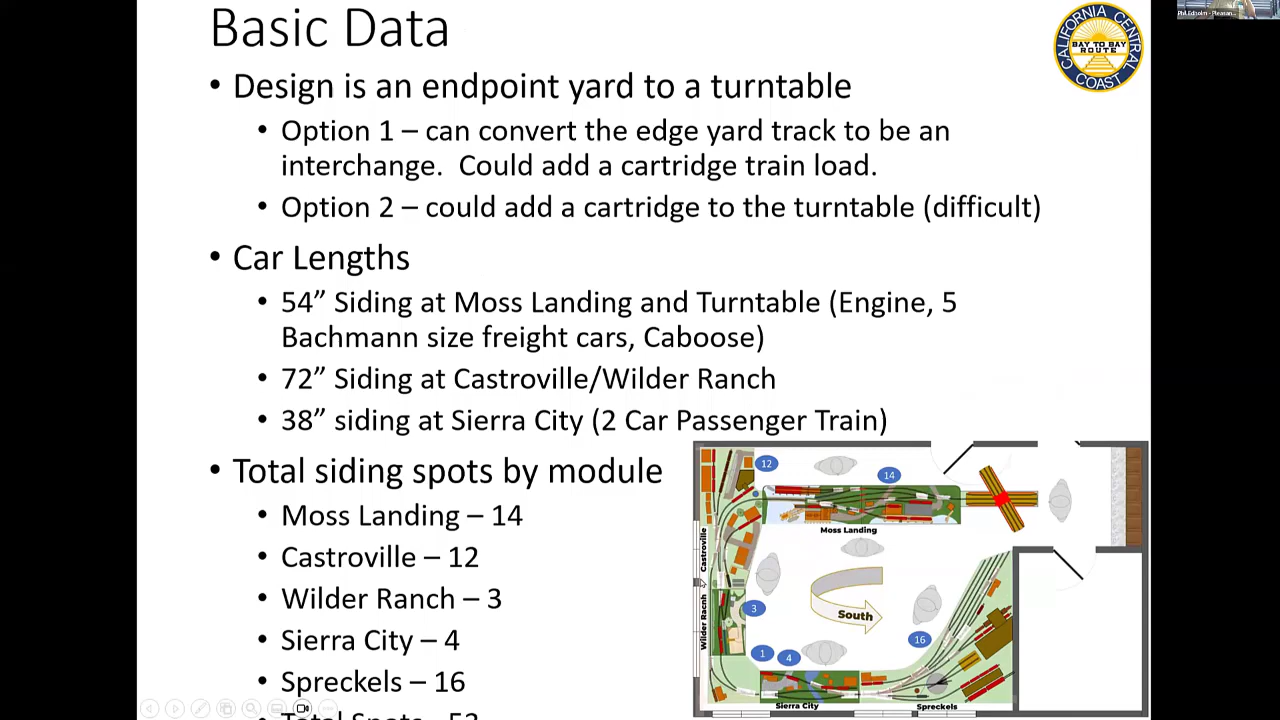 Basic Data
• Design is an endpoint yard to a turntable
• Option 1 – can convert the edge yard track to be an
interchange. Could add a cartridge train load.
• Option 2 – could add a cartridge to the turntable (difficult)
• Car Lengths
• 54” Siding at Moss Landing and Turntable (Engine, 5
Bachmann size freight cars, Caboose)
• 72” Siding at Castroville/Wilder Ranch
• 38” siding at Sierra City (2 Car Passenger Train)
• Total siding spots by module
• Moss Landing – 14
• Castroville – 12
• Wilder Ranch – 3
• Sierra City – 4
• Spreckels – 16
CALIFORNIA CENTRAL
BAY TO BAY
ROUTE
COAST
12
14
Moss Landing
Castroville
3
Wilder Racnh
South
16
1
4
Sierra City
Spreckels